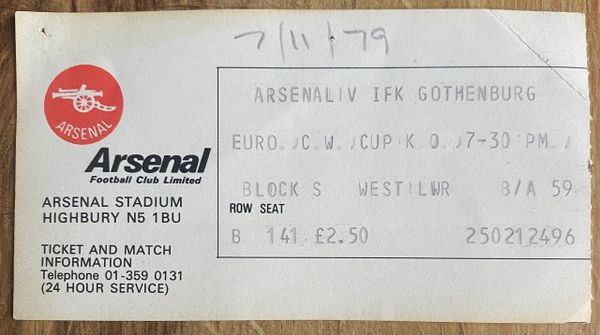 7/11/79
ARSENAL
Arsenal
Football Club Limited
ARSENAL STADIUM
HIGHBURY N5 1BU
TICKET AND MATCH
INFORMATION
Telephone 01-359 0131
(24 HOUR SERVICE)
ARSENAL/V IFK GOTHENBURG
EURO./C.W./CUP/K.O./7-30 PM./
BLOCK S WEST/LWR 8/A 59
ROW SEAT
B 141 £2.50 250212496